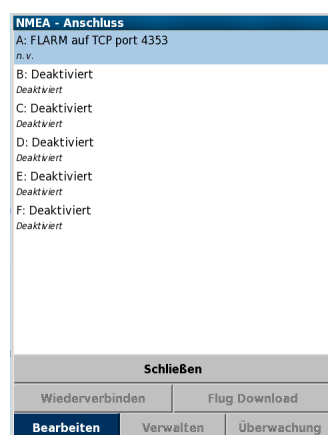 NMEA - Anschluss
A: FLARM auf TCP port 4353
n.v.
B: Deaktiviert
Deaktiviert
C: Deaktiviert
Deaktiviert
D: Deaktiviert
Deaktiviert
E: Deaktiviert
Deaktiviert
F: Deaktiviert
Deaktiviert
Schließen
Wiederverbinden Flug Download
Bearbeiten Verwalten Überwachung